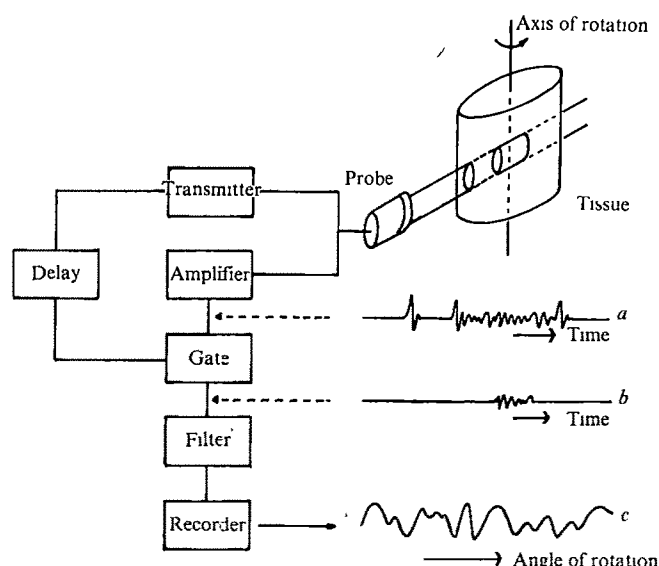 Axis of rotation
Transmitter
Probe
Tissue
Delay
Amplifier
a
Time
Gate
b
Time
Filter
Recorder
c
Angle of rotation